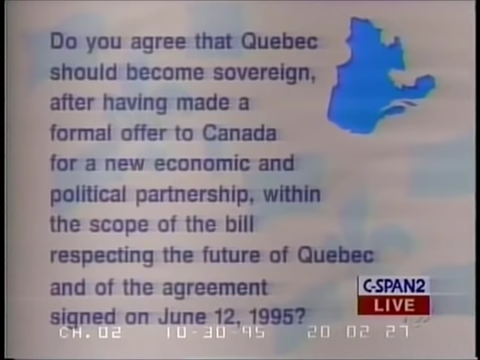 Do you agree that Quebec
should become sovereign,
after having made a
formal offer to Canada
for a new economic and
political partnership, within
the scope of the bill
respecting the future of Quebec
and of the agreement
signed on June 12, 1995?
C-SPAN2
LIVE
CH.02 10-30-95 20 02 27